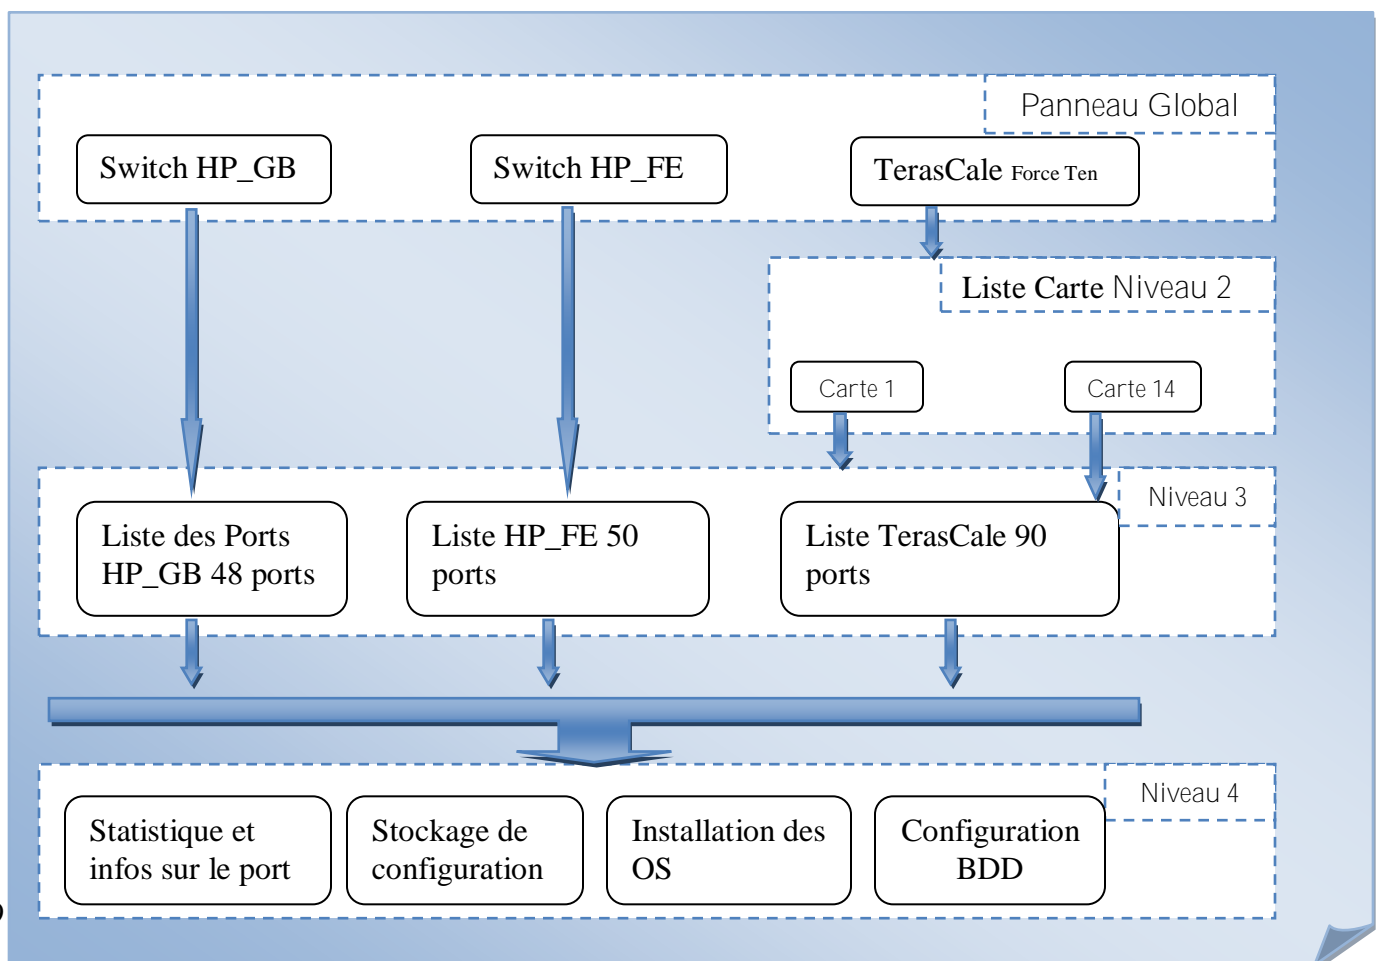 Panneau Global
Switch HP_GB
Switch HP_FE
TerasCale Force Ten
Liste Carte Niveau 2
Carte 1
Carte 14
Niveau 3
Liste des Ports
HP_GB 48 ports
Liste HP_FE 50
ports
Liste TerasCale 90
ports
Niveau 4
Statistique et
infos sur le port
Stockage de
configuration
Installation des
OS
Configuration
BDD